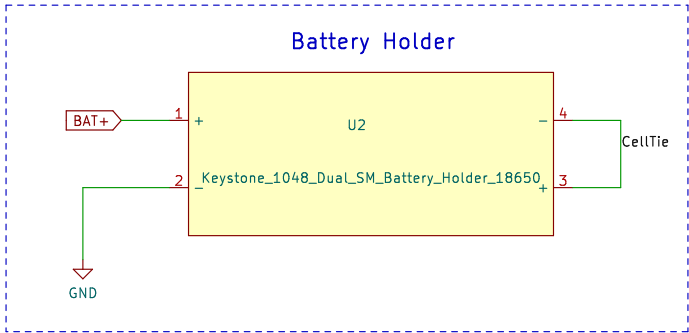 Battery Holder
BAT+
1
+
U2
−
4
CellTie
2
−
Keystone_1048_Dual_SM_Battery_Holder_18650
+
3
GND